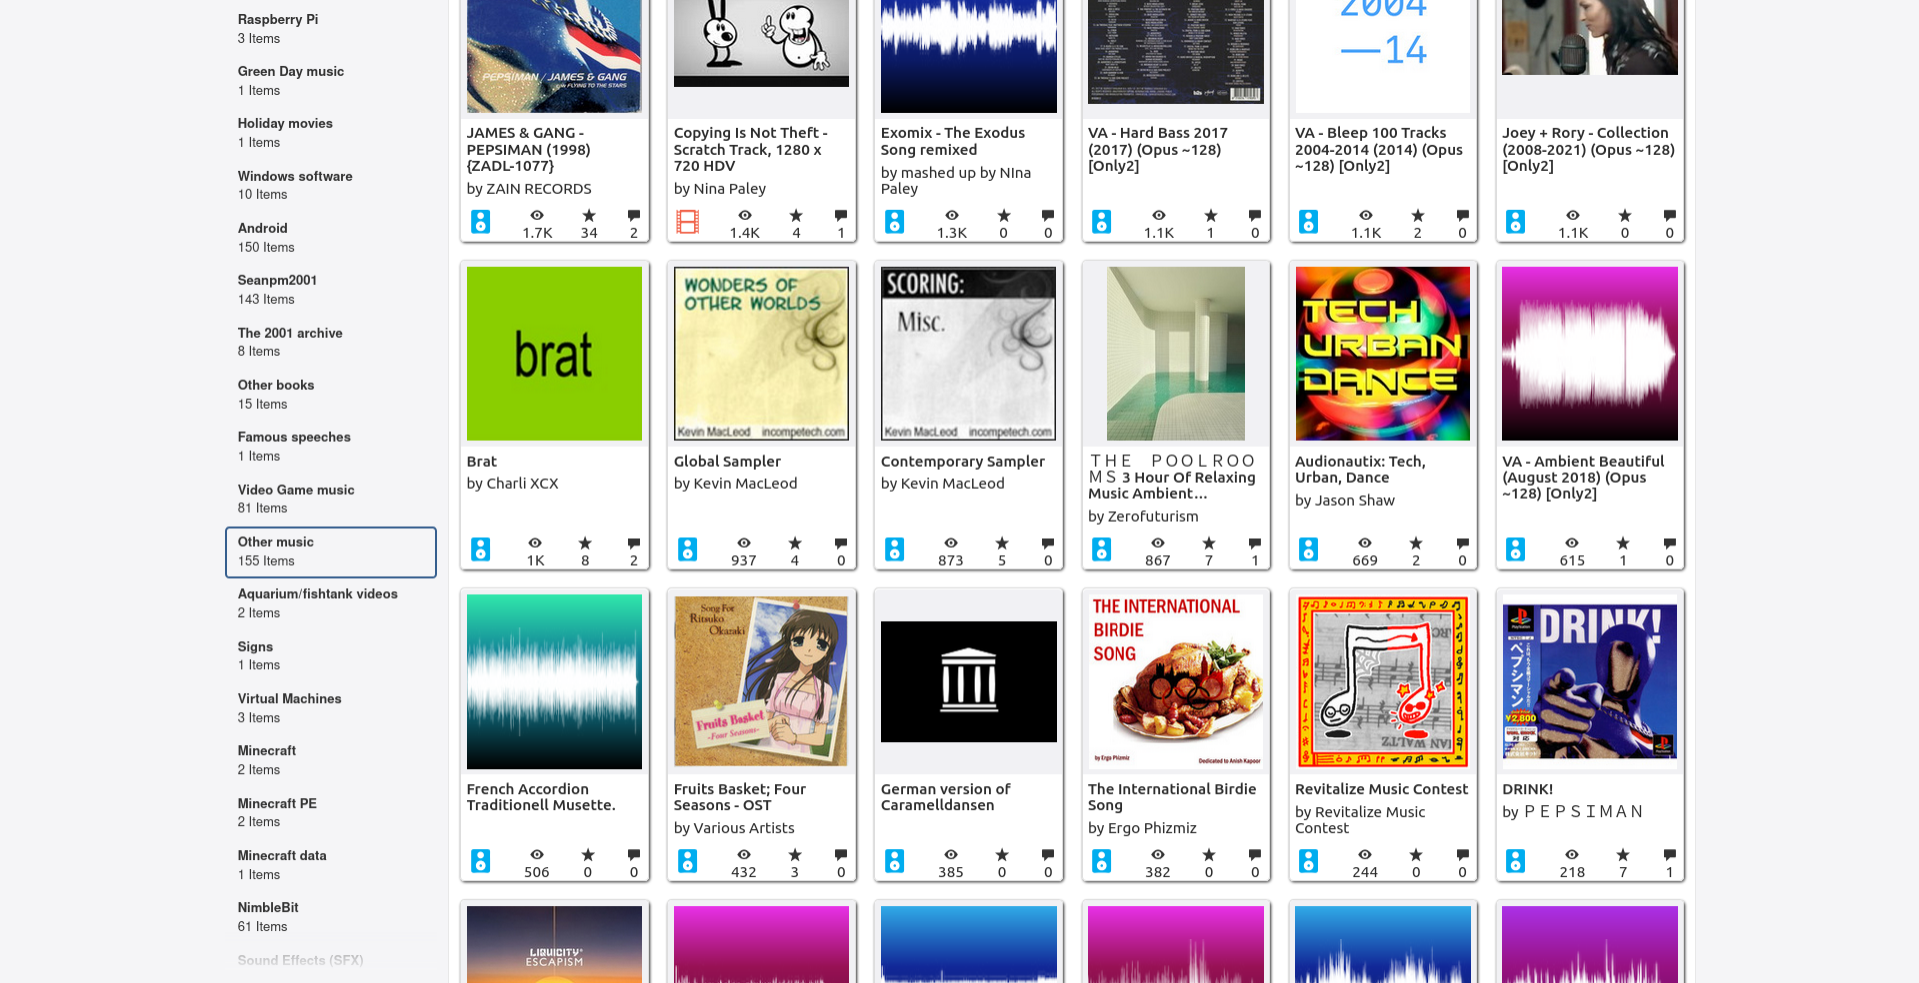 Raspberry Pi
3 Items
Green Day music
1 Items
Holiday movies
1 Items
Windows software
10 Items
Android
150 Items
Seanpm2001
143 Items
The 2001 archive
8 Items
Other books
15 Items
Famous speeches
1 Items
Video Game music
81 Items
Other music
155 Items
Aquarium/fishtank videos
2 Items
Signs
1 Items
Virtual Machines
3 Items
Minecraft
2 Items
Minecraft PE
2 Items
Minecraft data
1 Items
NimbleBit
61 Items
Sound Effects (SFX)
PEPSIMAN / JAMES & GANG
c/w FLYING TO THE STARS
JAMES & GANG -
PEPSIMAN (1998)
{ZADL-1077}
by ZAIN RECORDS
1.7K
34
2
Copying Is Not Theft -
Scratch Track, 1280 x
720 HDV
by Nina Paley
1.4K
4
1
Exomix - The Exodus
Song remixed
by mashed up by NIna
Paley
1.3K
0
0
VA - Hard Bass 2017
(2017) (Opus ~128)
[Only2]
1.1K
1
0
2004
—14
VA - Bleep 100 Tracks
2004-2014 (2014) (Opus
~128) [Only2]
1.1K
2
0
Joey + Rory - Collection
(2008-2021) (Opus ~128)
[Only2]
1.1K
0
0
brat
Brat
by Charli XCX
1K
8
2
WONDERS OF
OTHER WORLDS
Kevin MacLeod incompetech.com
Global Sampler
by Kevin MacLeod
937
4
0
SCORING:
Misc.
Kevin MacLeod incompetech.com
Contemporary Sampler
by Kevin MacLeod
873
5
0
ＴＨＥ ＰＯＯＬＲＯＯ
ＭＳ 3 Hour Of Relaxing
Music Ambient…
by Zerofuturism
867
7
1
TECH
URBAN
DANCE
Audionautix: Tech,
Urban, Dance
by Jason Shaw
669
2
0
VA - Ambient Beautiful
(August 2018) (Opus
~128) [Only2]
615
1
0
French Accordion
Traditionell Musette.
506
0
0
Song For
Ritsuko
Okazaki
Fruits Basket
-Four Seasons-
Fruits Basket; Four
Seasons - OST
by Various Artists
432
3
0
German version of
Caramelldansen
385
0
0
THE INTERNATIONAL
BIRDIE
SONG
by Ergo Phizmiz
Dedicated to Anish Kapoor
The International Birdie
Song
by Ergo Phizmiz
382
0
0
Revitalize Music Contest
by Revitalize Music
Contest
244
0
0
DRINK!
ペプシマン
¥2,800
DRINK!
by ＰＥＰＳＩＭＡＮ
218
7
1
LIQUICITY
ESCAPISM